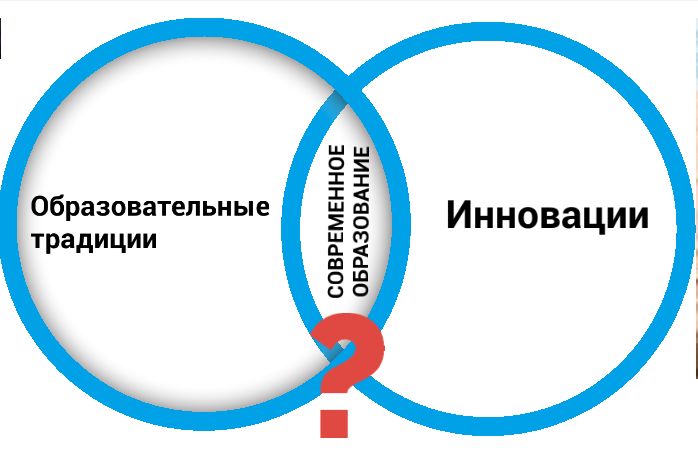 Образовательные
традиции
СОВРЕМЕННОЕ
ОБРАЗОВАНИЕ
Инновации
?